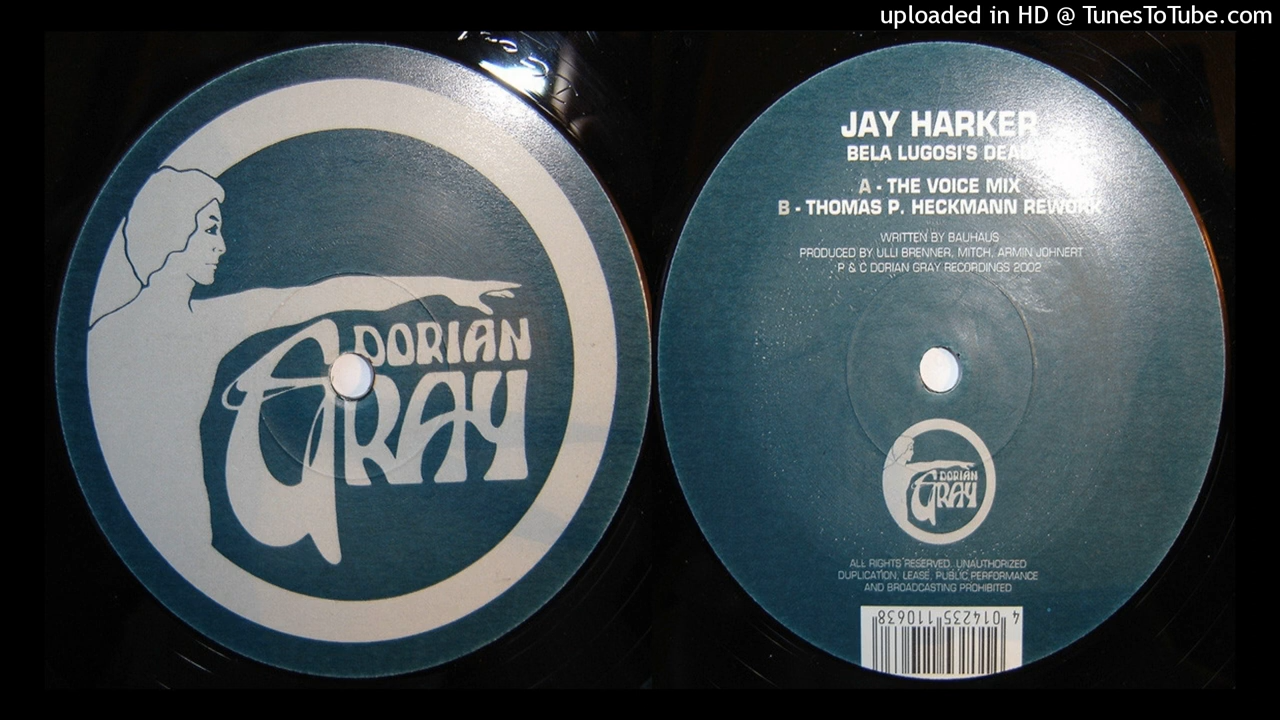 uploaded in HD @ TunesToTube.com
DORIAN
GRAY
JAY HARKER
BELA LUGOSI'S DEAD
A - THE VOICE MIX
B - THOMAS P. HECKMANN REWORK
WRITTEN BY BAUHAUS
PRODUCED BY ULLI BRENNER, MITCH, ARMIN JOHNERT
P & C DORIAN GRAY RECORDINGS 2002
DORIAN
GRAY
ALL RIGHTS RESERVED. UNAUTHORIZED
DUPLICATION, LEASE, PUBLIC PERFORMANCE
AND BROADCASTING PROHIBITED
4 014235 110638